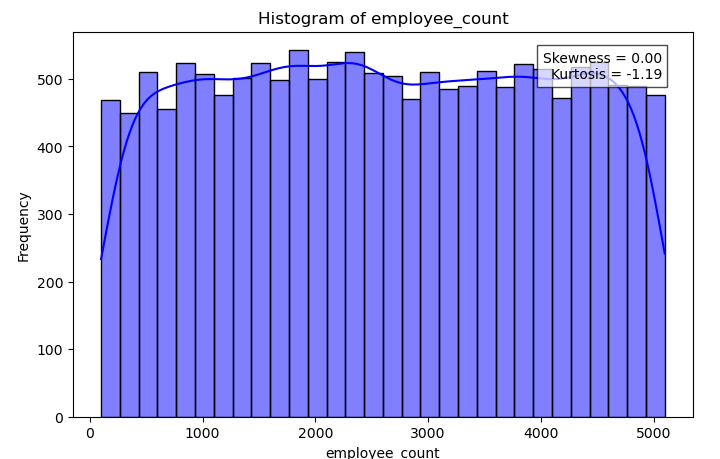 Histogram of employee_count
Skewness = 0.00
Kurtosis = -1.19
Frequency
500
400
300
200
100
0
0 1000 2000 3000 4000 5000
employee_count